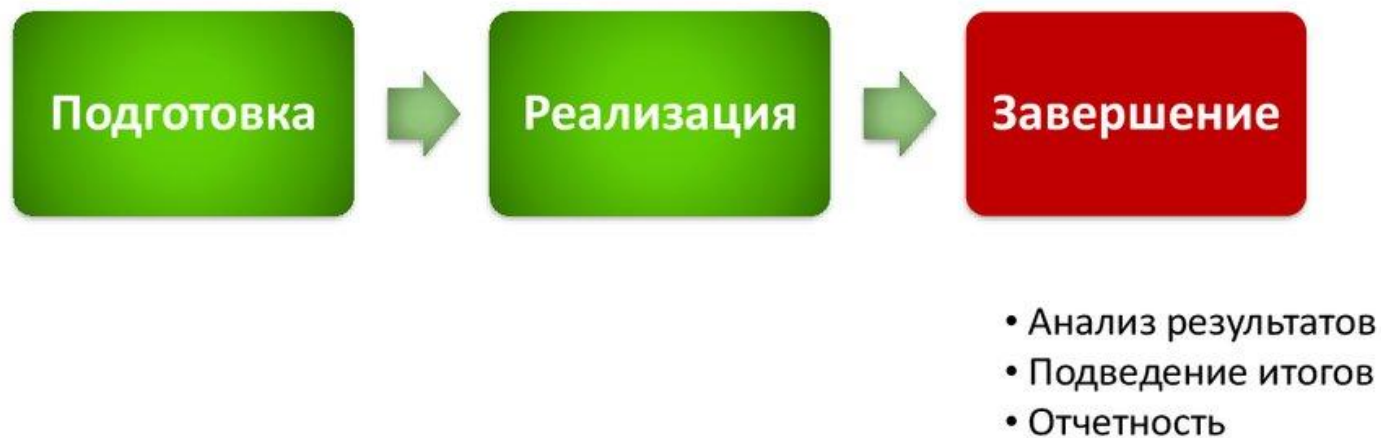 Подготовка
Реализация
Завершение
• Анализ результатов
• Подведение итогов
• Отчетность